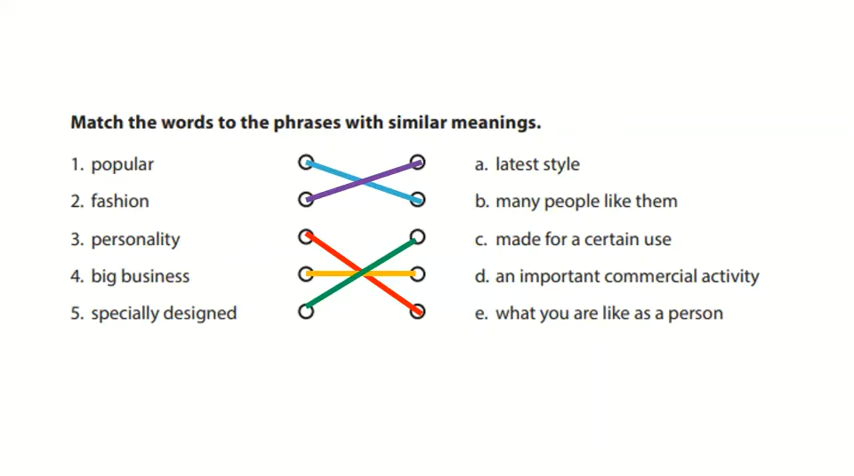 Match the words to the phrases with similar meanings.
1. popular a. latest style
2. fashion b. many people like them
3. personality c. made for a certain use
4. big business d. an important commercial activity
5. specially designed e. what you are like as a person